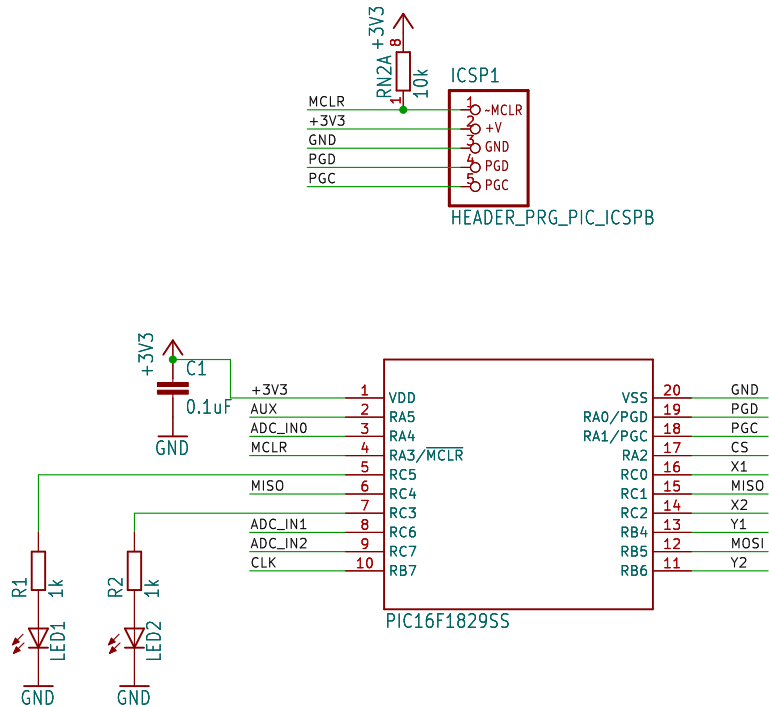 +3V3
8
RN2A
10k
1
ICSP1
MCLR
1
~MCLR
+3V3
2
+V
GND
3
GND
PGD
4
PGD
PGC
5
PGC
HEADER_PRG_PIC_ICSPB
+3V3
C1
0.1uF
GND
+3V3 1 VDD VSS 20 GND
AUX 2 RA5 RA0/PGD 19 PGD
ADC_IN0 3 RA4 RA1/PGC 18 PGC
MCLR 4 RA3/MCLR RA2 17 CS
5 RC5 RC0 16 X1
MISO 6 RC4 RC1 15 MISO
7 RC3 RC2 14 X2
ADC_IN1 8 RC6 RB4 13 Y1
ADC_IN2 9 RC7 RB5 12 MOSI
CLK 10 RB7 RB6 11 Y2
PIC16F1829SS
R1
1k
R2
1k
LED1
LED2
GND
GND